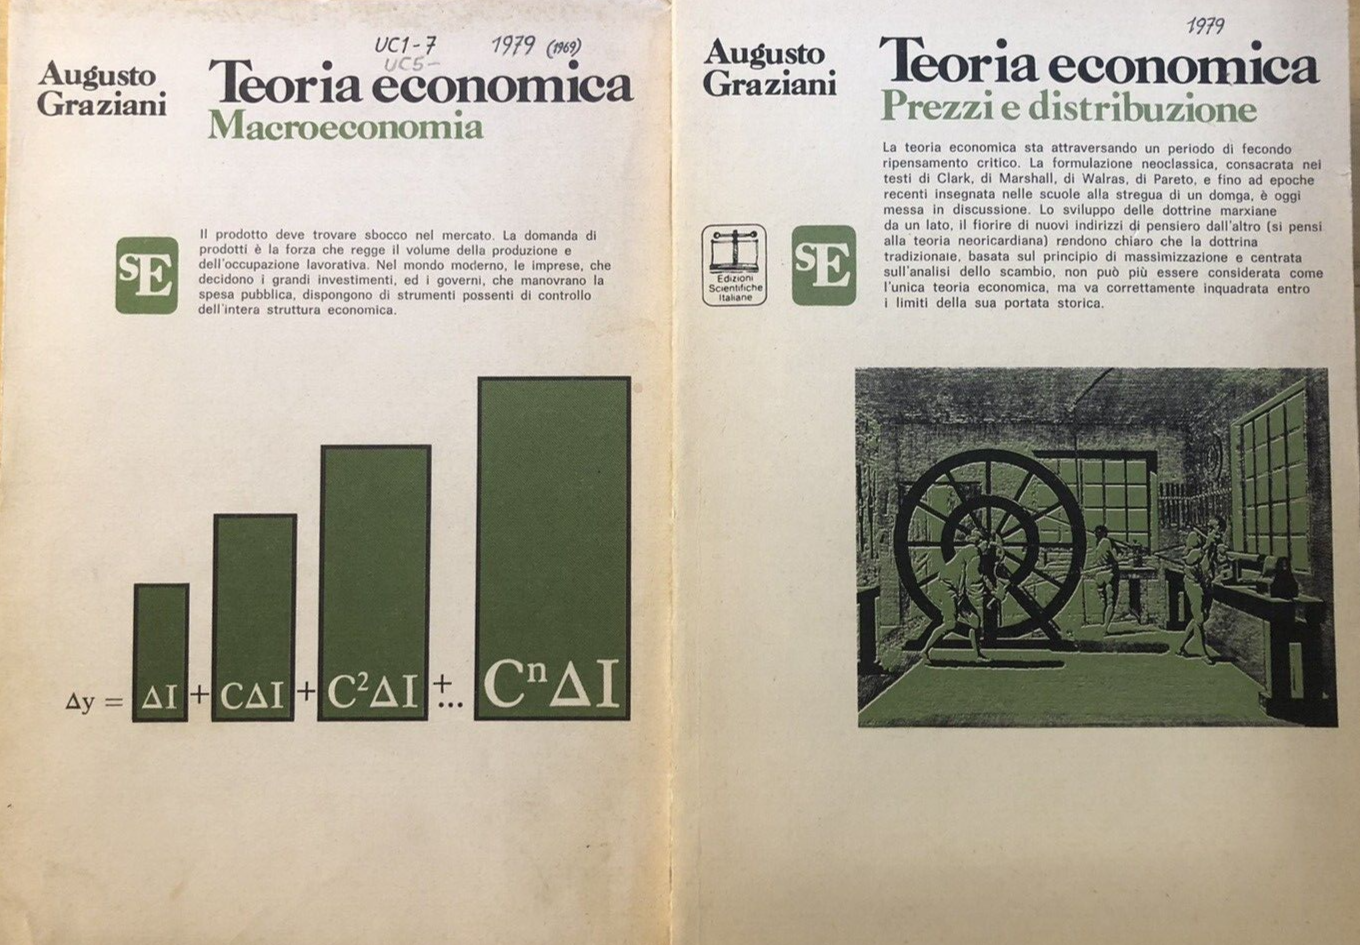 UC1-7 1979 (1969)
UC5-
Augusto
Graziani
Teoria economica
Macroeconomia
Il prodotto deve trovare sbocco nel mercato. La domanda di
prodotti è la forza che regge il volume della produzione e
dell'occupazione lavorativa. Nel mondo moderno, le imprese, che
decidono i grandi investimenti, ed i governi, che manovrano la
spesa pubblica, dispongono di strumenti possenti di controllo
dell'intera struttura economica.
SE
Δy = ΔI + CΔI + C²ΔI + ... CⁿΔI
1979
Augusto
Graziani
Teoria economica
Prezzi e distribuzione
La teoria economica sta attraversando un periodo di fecondo
ripensamento critico. La formulazione neoclassica, consacrata nei
testi di Clark, di Marshall, di Walras, di Pareto, e fino ad epoche
recenti insegnata nelle scuole alla stregua di un domga, è oggi
messa in discussione. Lo sviluppo delle dottrine marxiane
da un lato, il fiorire di nuovi indirizzi di pensiero dall'altro (si pensi
alla teoria neoricardiana) rendono chiaro che la dottrina
tradizionale, basata sul principio di massimizzazione e centrata
sull'analisi dello scambio, non può più essere considerata come
l'unica teoria economica, ma va correttamente inquadrata entro
i limiti della sua portata storica.
Edizioni
Scientifiche
Italiane
SE